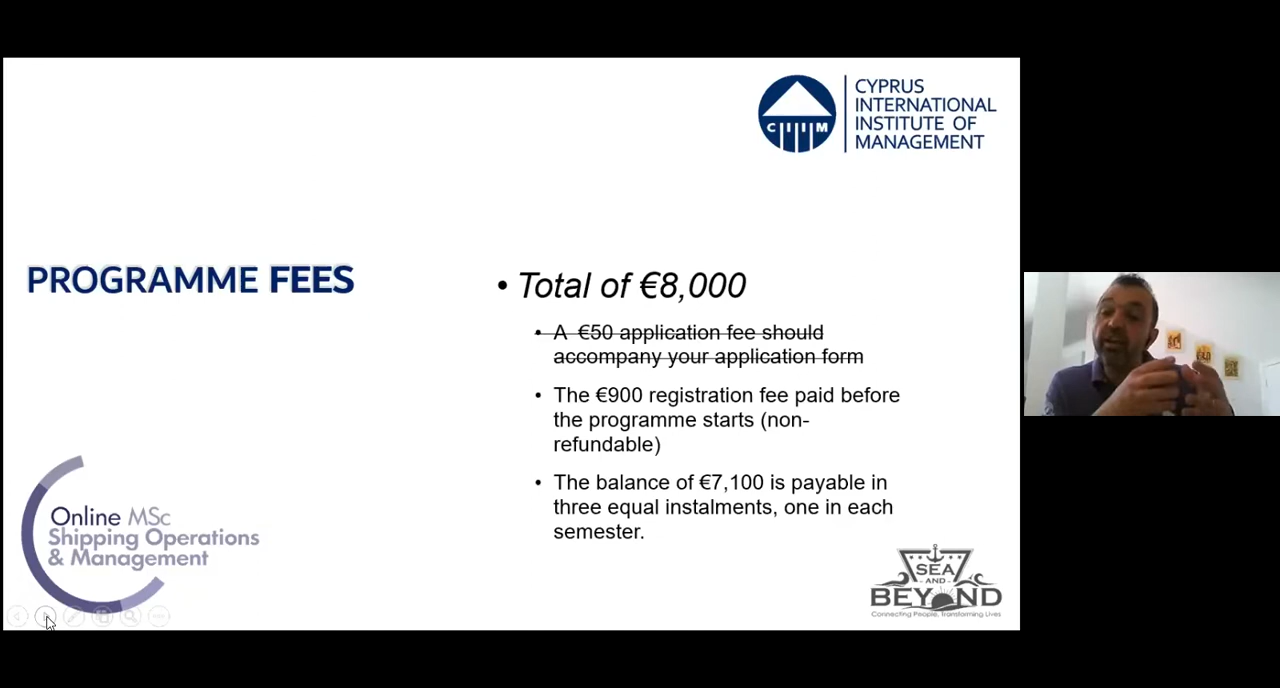 CYPRUS
INTERNATIONAL
INSTITUTE OF
MANAGEMENT
CIIM
PROGRAMME FEES
• Total of €8,000
• A €50 application fee should
accompany your application form
• The €900 registration fee paid before
the programme starts (non-
refundable)
• The balance of €7,100 is payable in
three equal instalments, one in each
semester.
Online MSc
Shipping Operations
& Management
SEA
AND
BEYOND
Connecting People, Transforming Lives